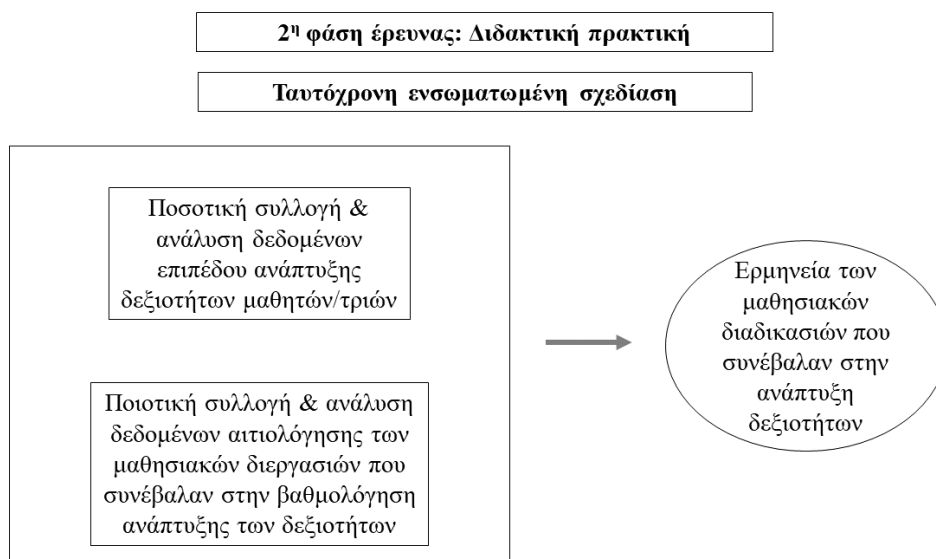 2η φάση έρευνας: Διδακτική πρακτική
Ταυτόχρονη ενσωματωμένη σχεδίαση
Ποσοτική συλλογή &
ανάλυση δεδομένων
επιπέδου ανάπτυξης
δεξιοτήτων μαθητών/τριών
Ποιοτική συλλογή & ανάλυση
δεδομένων αιτιολόγησης των
μαθησιακών διεργασιών που
συνέβαλαν στην βαθμολόγηση
ανάπτυξης των δεξιοτήτων
Ερμηνεία των
μαθησιακών
διαδικασιών που
συνέβαλαν στην
ανάπτυξη
δεξιοτήτων